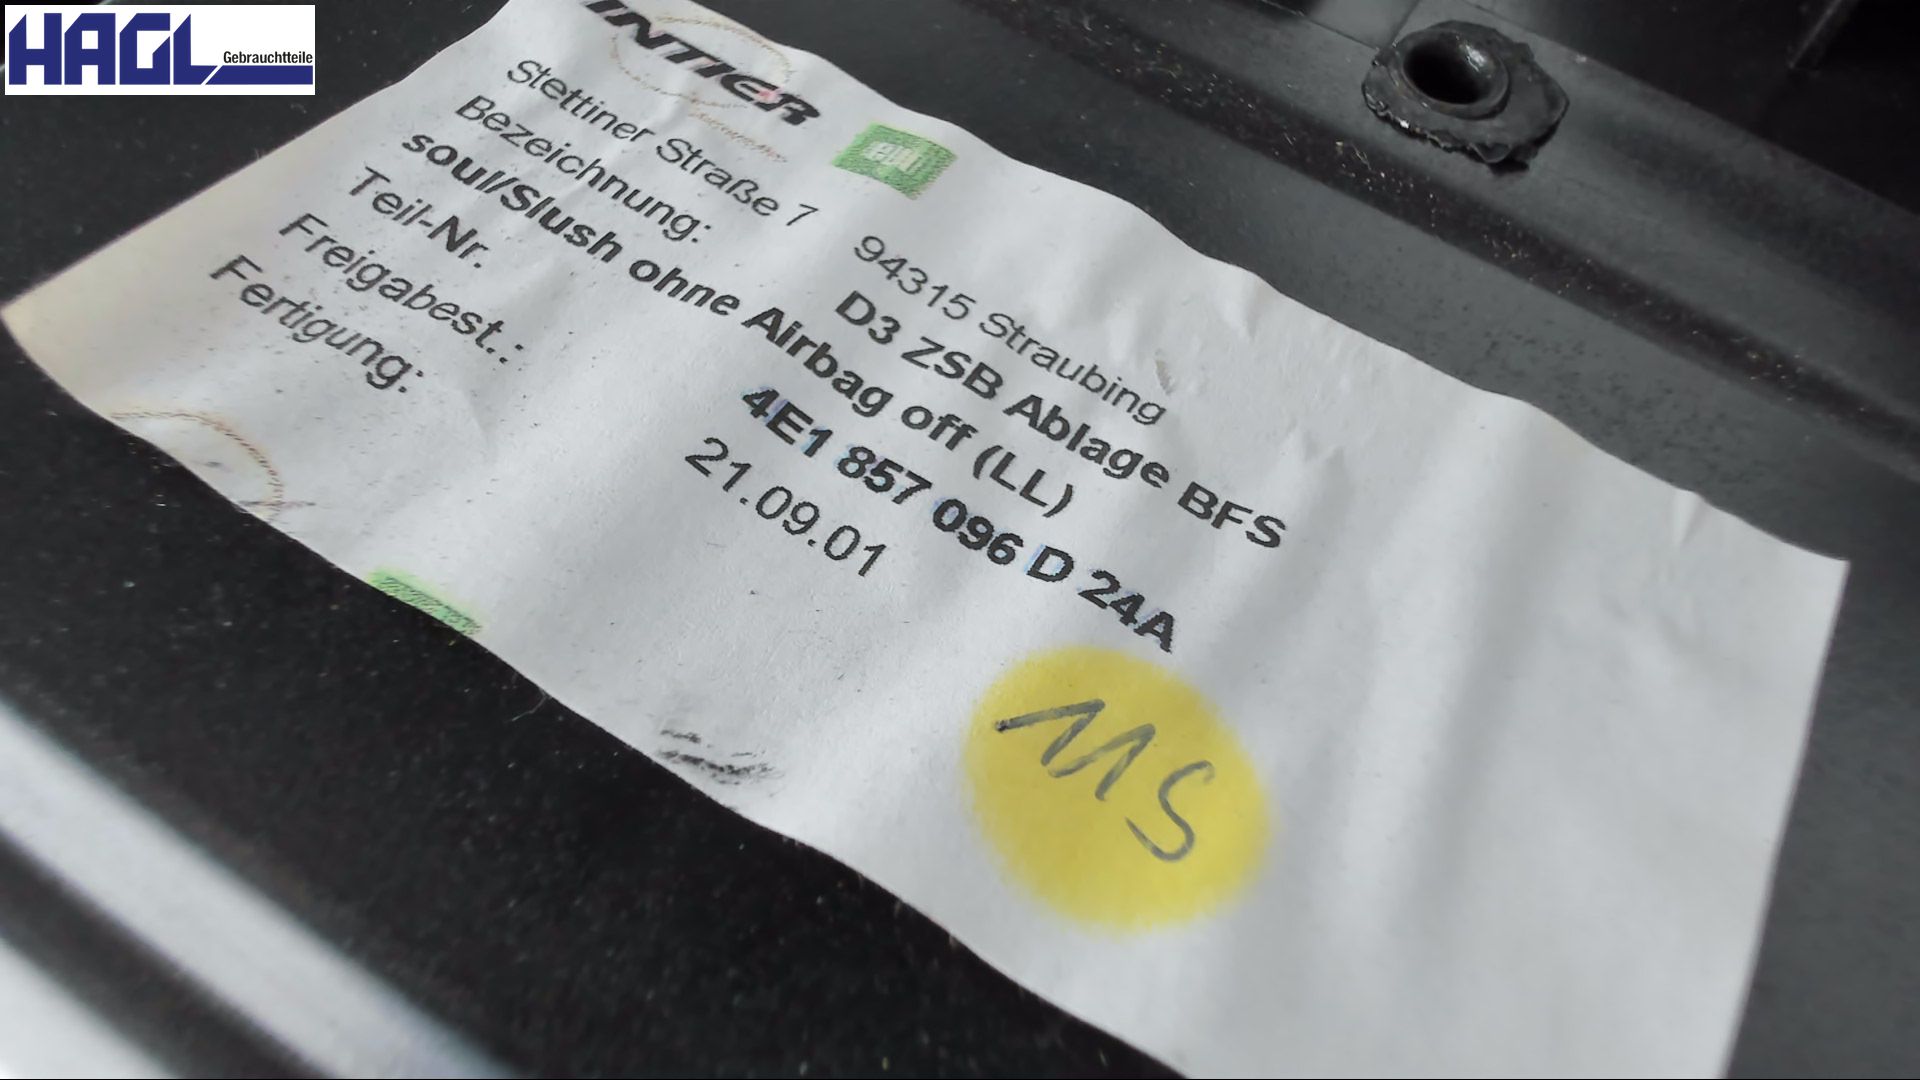 HAGL
Gebrauchtteile
INTIER
Stettiner Straße 7 94315 Straubing
Bezeichnung: D3 ZSB Ablage BFS
soul/Slush ohne Airbag off (LL)
Teil-Nr. 4E1 857 096 D 24A
Freigabest.: 21.09.01
Fertigung: